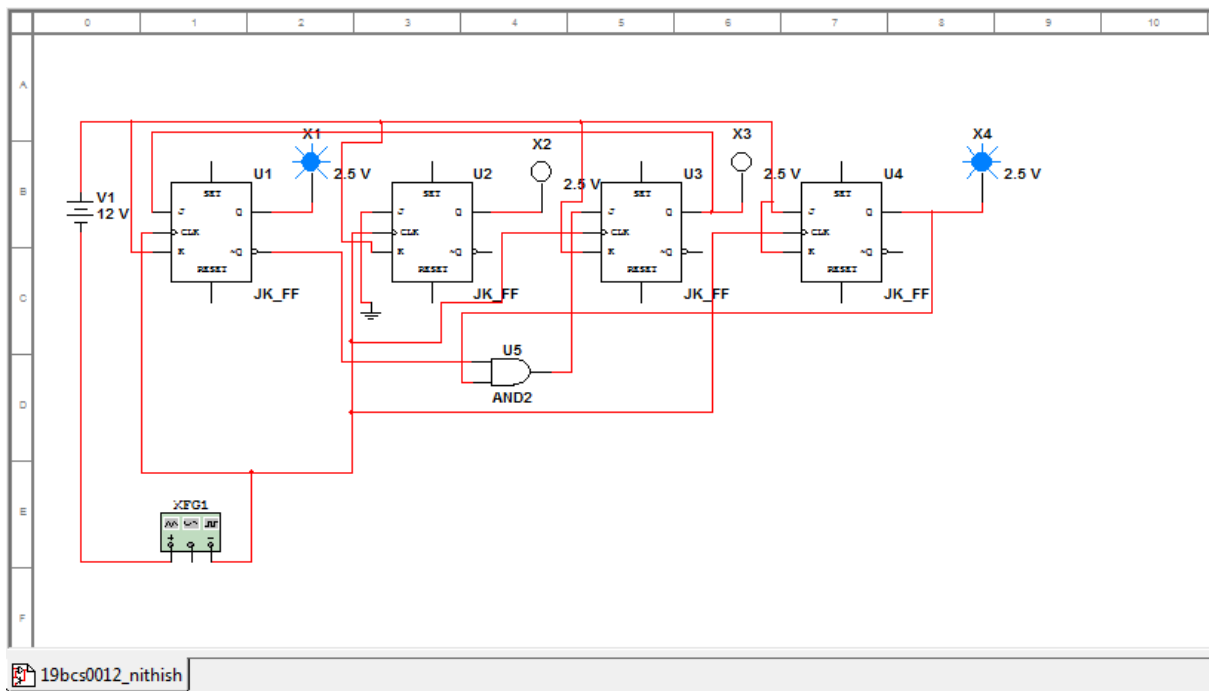 0 1 2 3 4 5 6 7 8 9 10
A
B
C
D
E
F
V1
12 V
X1
2.5 V
U1
SET
J Q
CLK
K ~Q
RESET
JK_FF
X2
2.5 V
U2
SET
J Q
CLK
K ~Q
RESET
JK_FF
X3
2.5 V
U3
SET
J Q
CLK
K ~Q
RESET
JK_FF
X4
2.5 V
U4
SET
J Q
CLK
K ~Q
RESET
JK_FF
U5
AND2
XFG1
+ −
19bcs0012_nithish